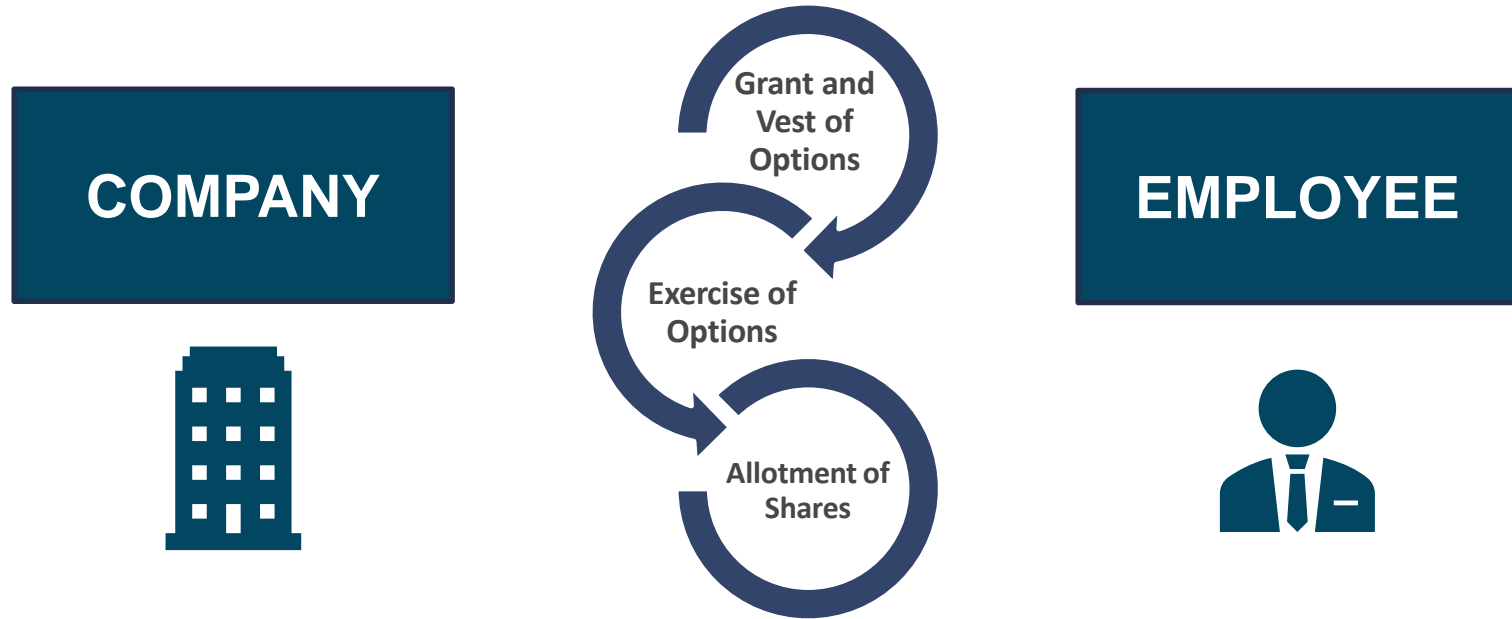 COMPANY
Grant and
Vest of
Options
Exercise of
Options
Allotment of
Shares
EMPLOYEE